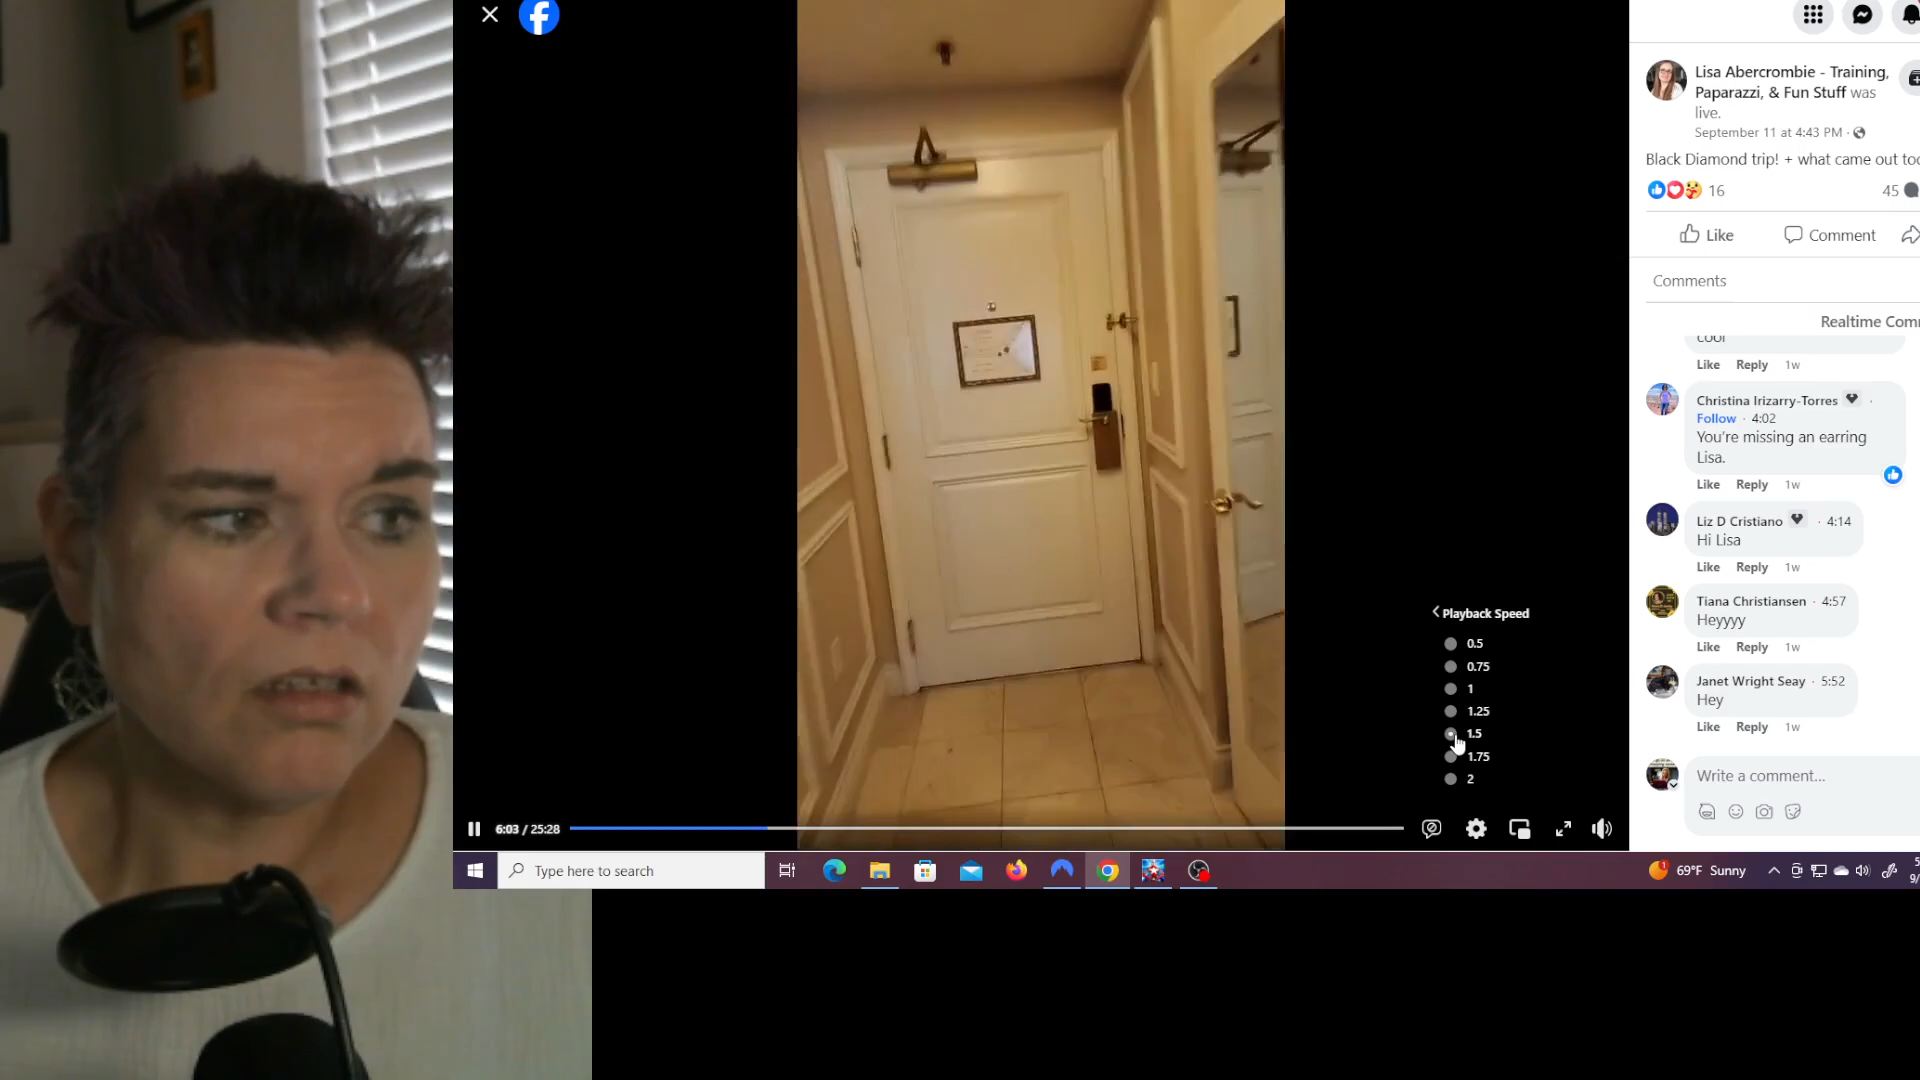 Lisa Abercrombie - Training,
Paparazzi, & Fun Stuff was
live.
September 11 at 4:43 PM ·
Black Diamond trip! + what came out
16
45
Like
Comment
Comments
Realtime
cool
Like Reply 1w
Christina Irizarry-Torres ·
Follow · 4:02
You're missing an earring
Lisa.
Like Reply 1w
Liz D Cristiano · 4:14
Hi Lisa
Like Reply 1w
Tiana Christiansen · 4:57
Heyyyy
Like Reply 1w
Janet Wright Seay · 5:52
Hey
Like Reply 1w
Write a comment...
Playback Speed
0.5
0.75
1
1.25
1.5
1.75
2
6:03 / 25:28
Type here to search
69°F Sunny